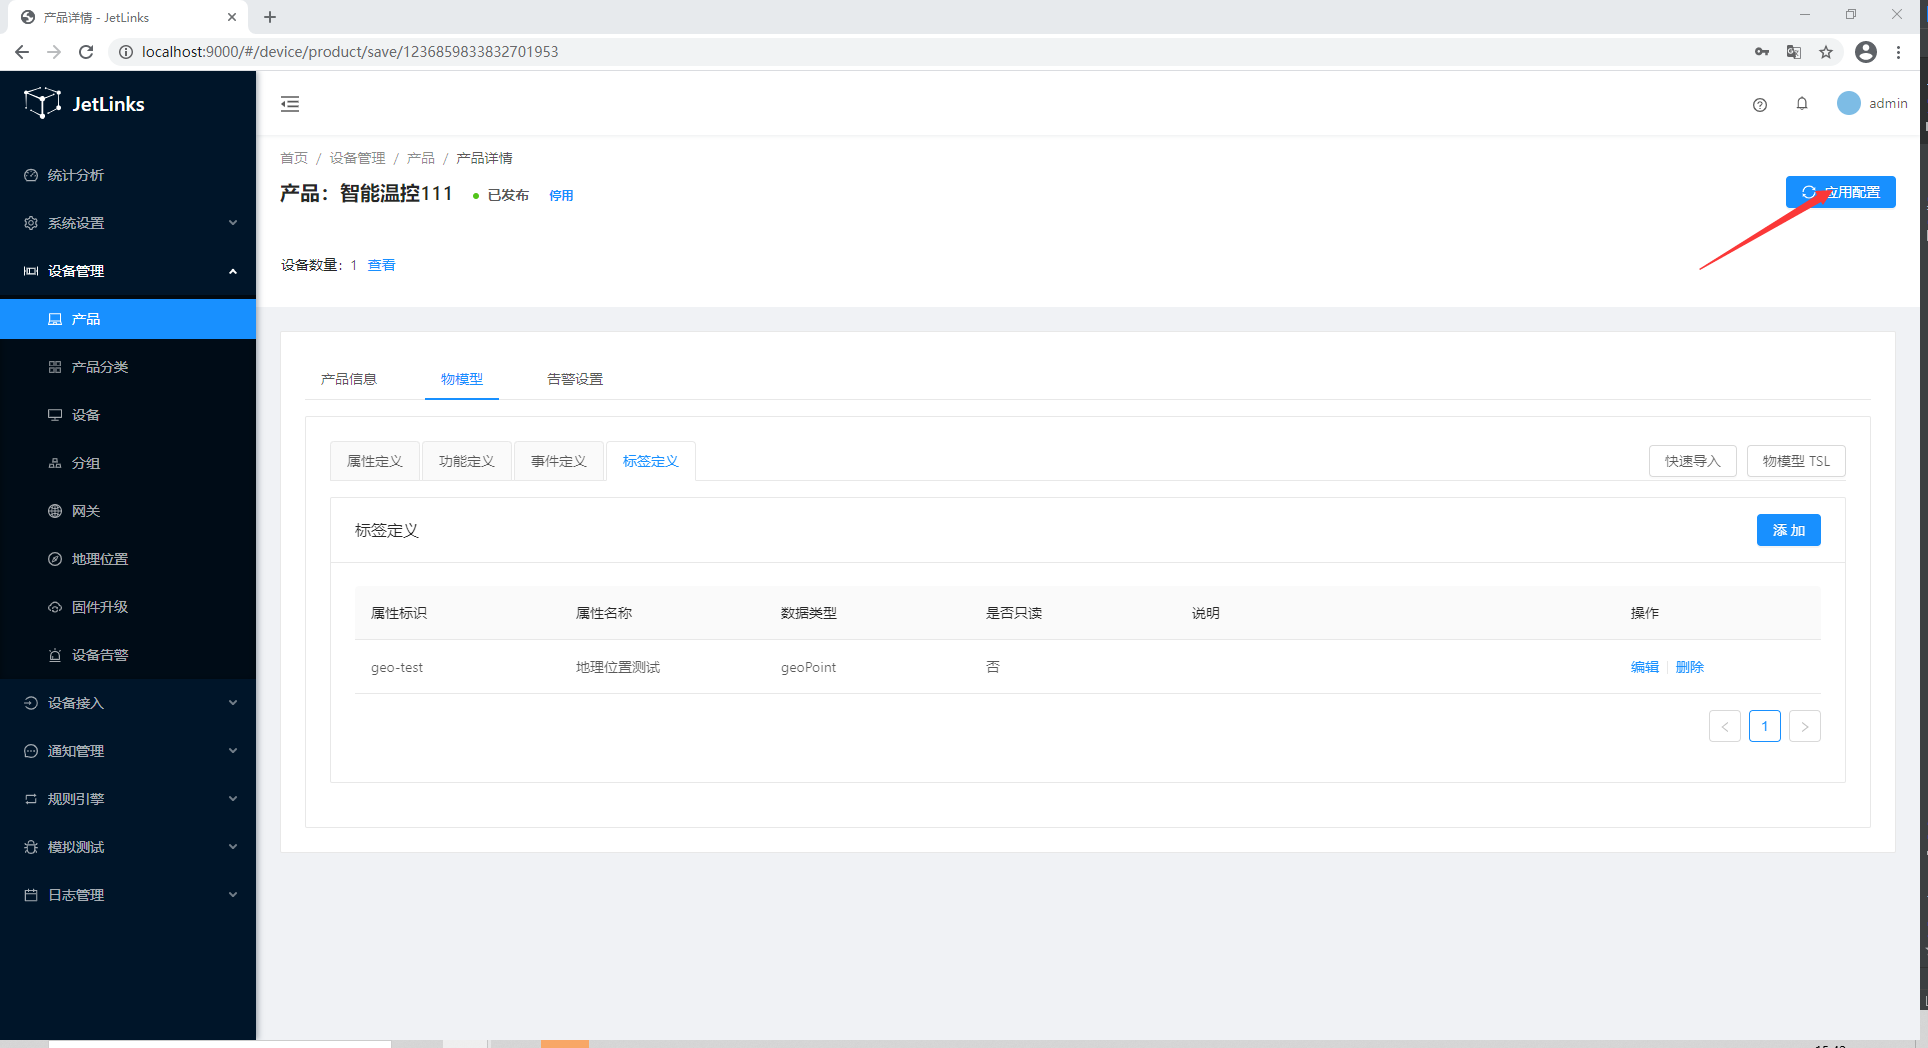 产品详情 - JetLinks
localhost:9000/#/device/product/save/1236859833832701953
JetLinks
admin
统计分析
系统设置
设备管理
产品
产品分类
设备
分组
网关
地理位置
固件升级
设备告警
设备接入
通知管理
规则引擎
模拟测试
日志管理
首页 / 设备管理 / 产品 / 产品详情
产品：智能温控111 已发布 停用
应用配置
设备数量：1 查看
产品信息 物模型 告警设置
属性定义 功能定义 事件定义 标签定义 快速导入 物模型 TSL
标签定义 添 加
属性标识 属性名称 数据类型 是否只读 说明 操作
geo-test 地理位置测试 geoPoint 否 编辑 删除
< 1 >